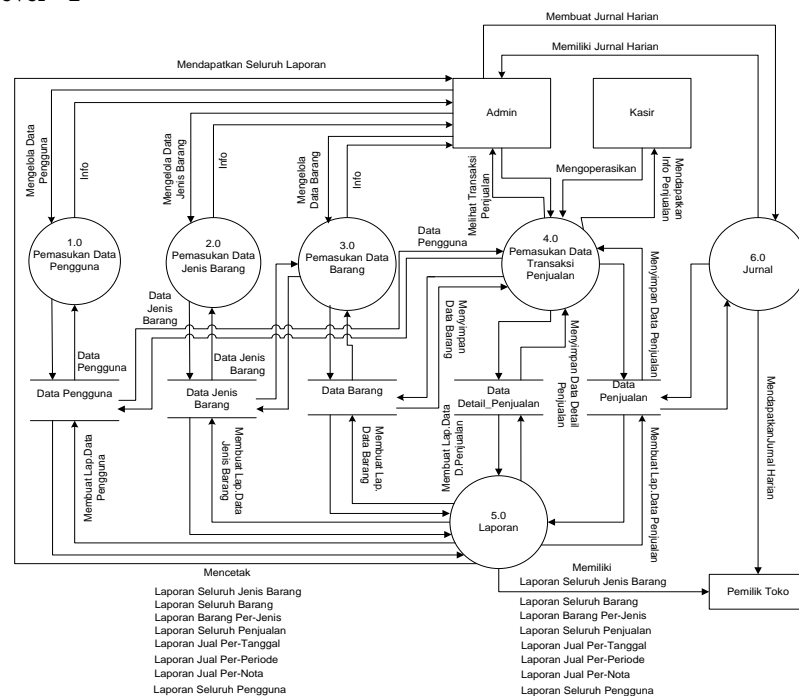 Membuat Jurnal Harian
Memiliki Jurnal Harian
Mendapatkan Seluruh Laporan
Admin
Kasir
Mengelola Data
Pengguna
Info
Mengelola Data
Jenis Barang
Info
Mengelola
Data Barang
Info
Melihat Transaksi
Penjualan
Mengoperasikan
Mendapatkan
Info Penjualan
1.0
Pemasukan Data
Pengguna
2.0
Pemasukan Data
Jenis Barang
3.0
Pemasukan Data
Barang
Data
Pengguna
4.0
Pemasukan Data
Transaksi
Penjualan
6.0
Jurnal
Data
Jenis
Barang
Data
Pengguna
Data Jenis
Barang
Menyimpan
Data Barang
Menyimpan Data Detail
Penjualan
Menyimpan Data Penjualan
Data Pengguna
Data Jenis
Barang
Data Barang
Data
Detail_Penjualan
Data
Penjualan
Membuat Lap.Data
Pengguna
Membuat Lap.Data
Jenis Barang
Membuat Lap.
Data Barang
Membuat Lap.Data
D.Penjualan
Membuat Lap.Data Penjualan
MendapatkanJurnal Harian
5.0
Laporan
Mencetak
Laporan Seluruh Jenis Barang
Laporan Seluruh Barang
Laporan Barang Per-Jenis
Laporan Seluruh Penjualan
Laporan Jual Per-Tanggal
Laporan Jual Per-Periode
Laporan Jual Per-Nota
Laporan Seluruh Pengguna
Memiliki
Laporan Seluruh Jenis Barang
Laporan Seluruh Barang
Laporan Barang Per-Jenis
Laporan Seluruh Penjualan
Laporan Jual Per-Tanggal
Laporan Jual Per-Periode
Laporan Jual Per-Nota
Laporan Seluruh Pengguna
Pemilik Toko